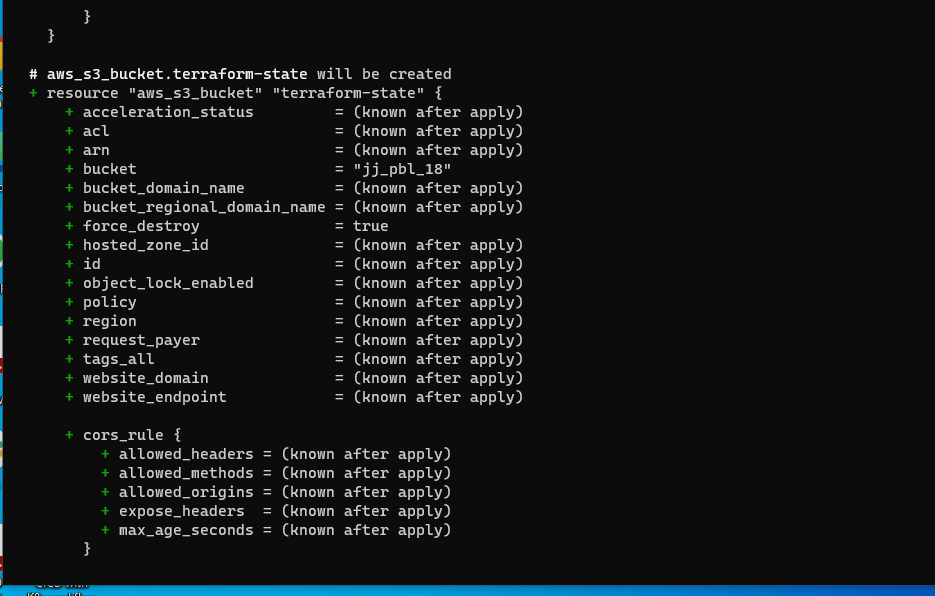 }
}
# aws_s3_bucket.terraform-state will be created
+ resource "aws_s3_bucket" "terraform-state" {
+ acceleration_status = (known after apply)
+ acl = (known after apply)
+ arn = (known after apply)
+ bucket = "jj_pbl_18"
+ bucket_domain_name = (known after apply)
+ bucket_regional_domain_name = (known after apply)
+ force_destroy = true
+ hosted_zone_id = (known after apply)
+ id = (known after apply)
+ object_lock_enabled = (known after apply)
+ policy = (known after apply)
+ region = (known after apply)
+ request_payer = (known after apply)
+ tags_all = (known after apply)
+ website_domain = (known after apply)
+ website_endpoint = (known after apply)
+ cors_rule {
+ allowed_headers = (known after apply)
+ allowed_methods = (known after apply)
+ allowed_origins = (known after apply)
+ expose_headers = (known after apply)
+ max_age_seconds = (known after apply)
}